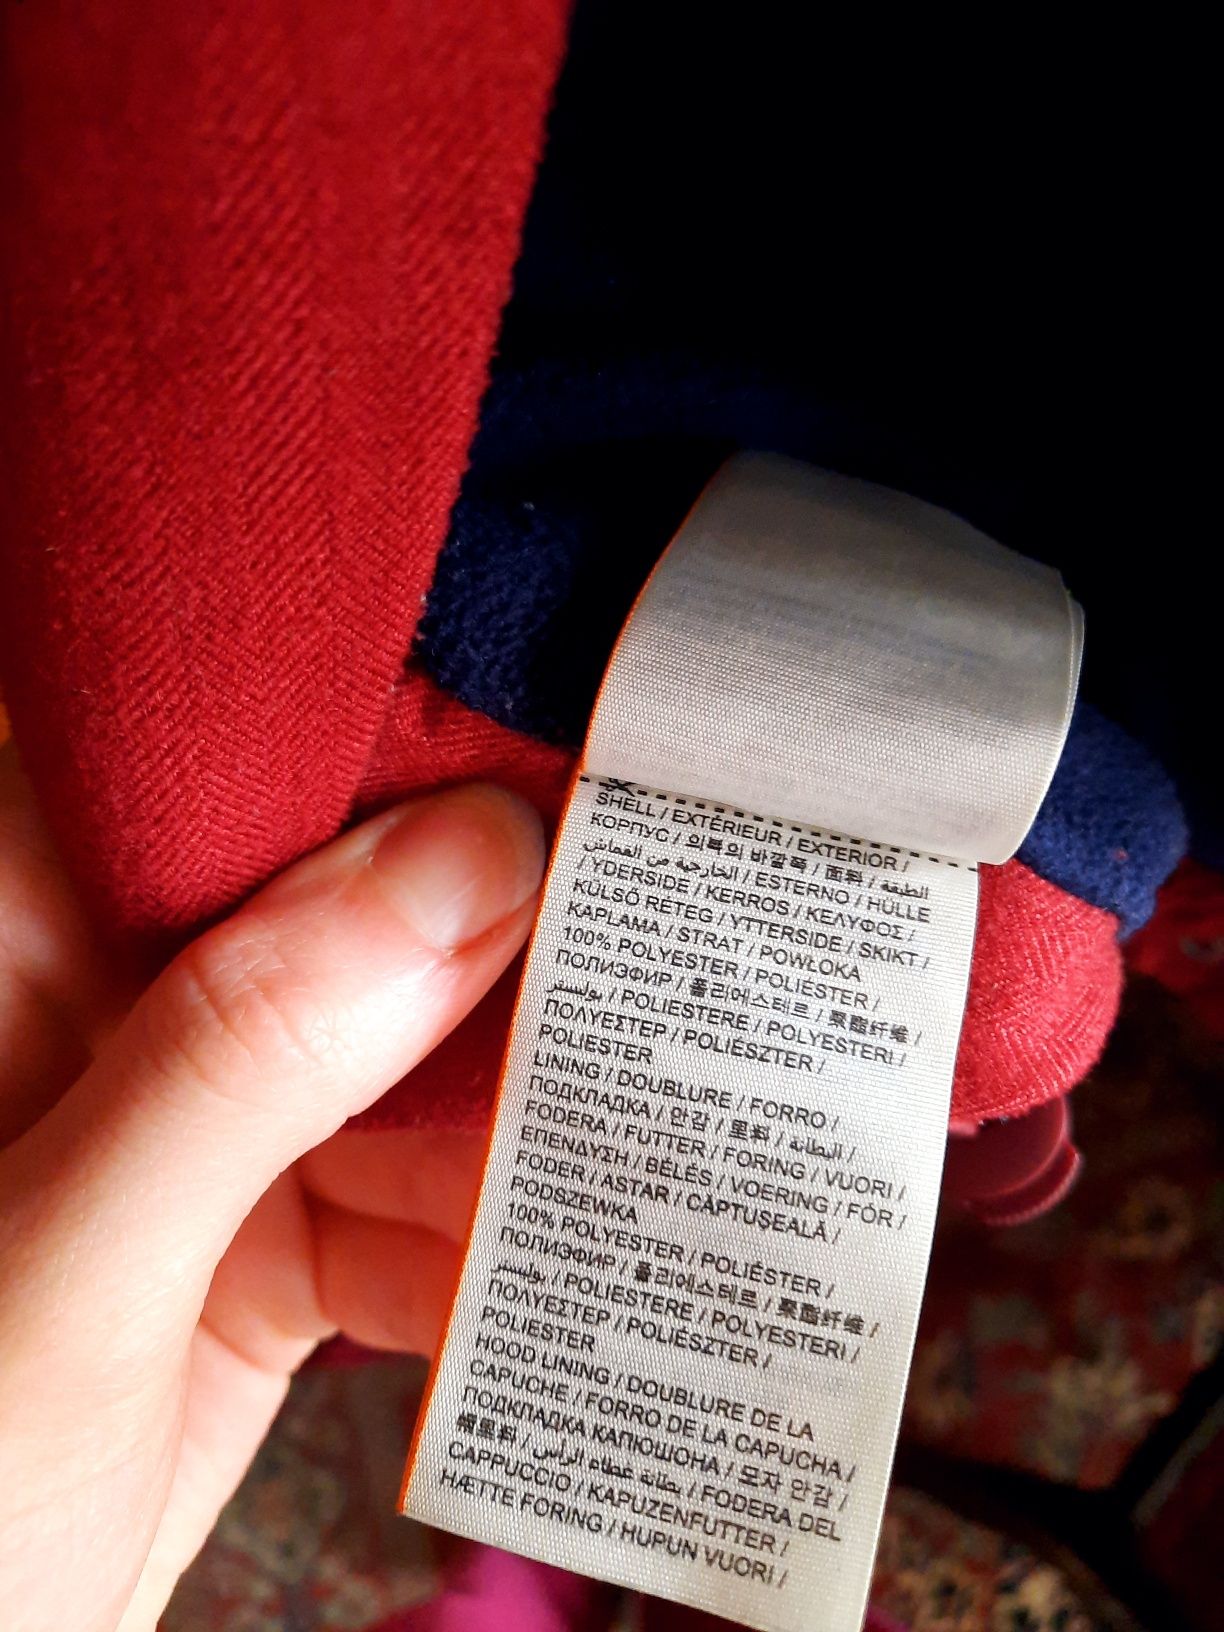 SHELL / EXTÉRIEUR / EXTERIOR /
КОРПУС / 의복의 바깥쪽 / 面料 / الطبقة
الخارجية من القماش / ESTERNO / HÜLLE
/ YDERSIDE / KERROS / ΚΕΛΥΦΟΣ /
KÜLSŐ RÉTEG / YTTERSIDE / SKIKT /
KAPLAMA / STRAT / POWŁOKA
100% POLYESTER / POLIÉSTER /
ПОЛИЭФИР / 폴리에스테르 / 聚酯纤维 /
بوليستر / POLIESTERE / POLYESTERI /
ΠΟΛΥΕΣΤΕΡ / POLIÉSZTER /
POLIESTER
LINING / DOUBLURE / FORRO /
ПОДКЛАДКА / 안감 / 里料 / البطانة /
FODERA / FUTTER / FORING / VUORI /
ΕΠΕΝΔΥΣΗ / BÉLÉS / VOERING / FÔR /
FODER / ASTAR / CĂPTUŞEALĂ /
PODSZEWKA
100% POLYESTER / POLIÉSTER /
ПОЛИЭФИР / 폴리에스테르 / 聚酯纤维 /
بوليستر / POLIESTERE / POLYESTERI /
ΠΟΛΥΕΣΤΕΡ / POLIÉSZTER /
POLIESTER
HOOD LINING / DOUBLURE DE LA
CAPUCHE / FORRO DE LA CAPUCHA /
ПОДКЛАДКА КАПЮШОНА / 모자 안감 /
帽里料 / بطانة غطاء الرأس / FODERA DEL
CAPPUCCIO / KAPUZENFUTTER /
HÆTTE FORING / HUPUN VUORI /